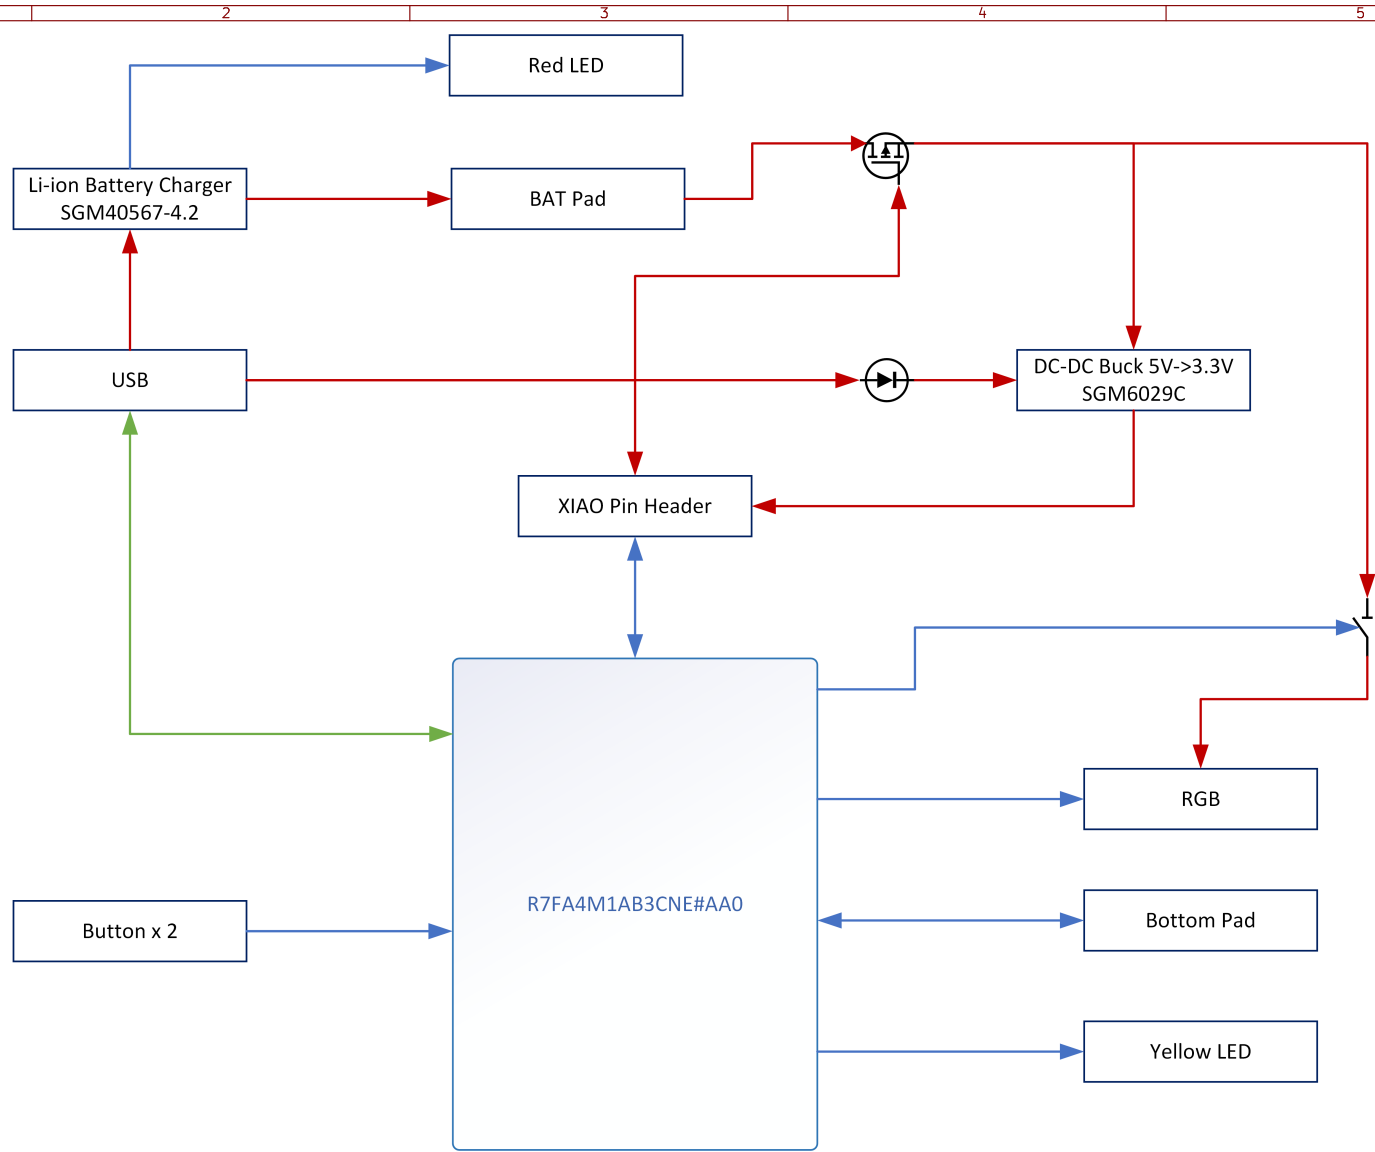 2 3 4 5
Red LED
Li-ion Battery Charger
SGM40567-4.2
BAT Pad
USB
DC-DC Buck 5V->3.3V
SGM6029C
XIAO Pin Header
RGB
R7FA4M1AB3CNE#AA0
Bottom Pad
Button x 2
Yellow LED